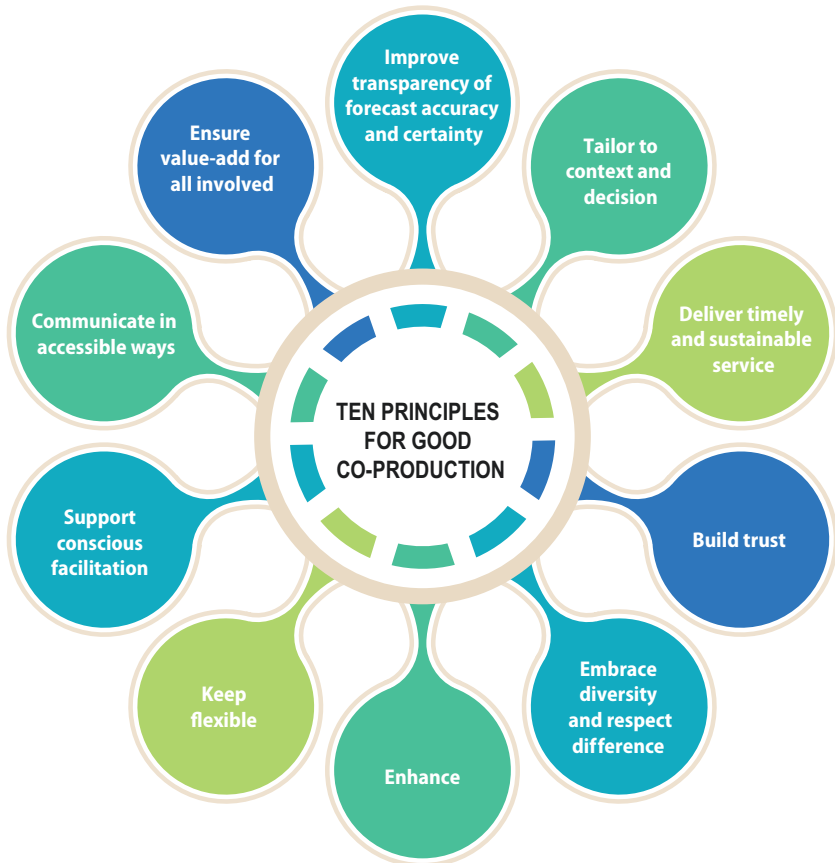 Improve
transparency of
forecast accuracy
and certainty
Tailor to
context and
decision
Deliver timely
and sustainable
service
Build trust
Embrace
diversity
and respect
difference
Enhance
Keep
flexible
Support
conscious
facilitation
Communicate in
accessible ways
Ensure
value-add for
all involved
TEN PRINCIPLES
FOR GOOD
CO-PRODUCTION